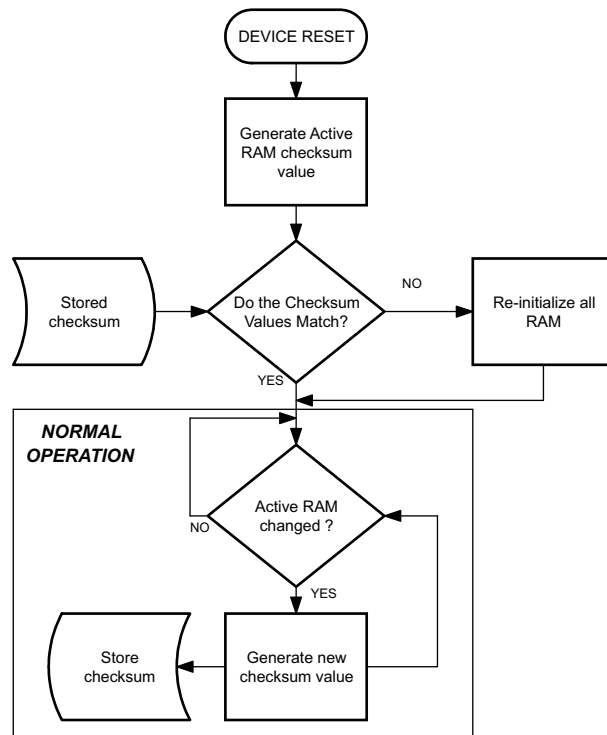 DEVICE RESET
Generate Active
RAM checksum
value
Stored
checksum
Do the Checksum
Values Match?
NO
Re-initialize all
RAM
YES
NORMAL
OPERATION
Active RAM
changed ?
NO
YES
Store
checksum
Generate new
checksum value